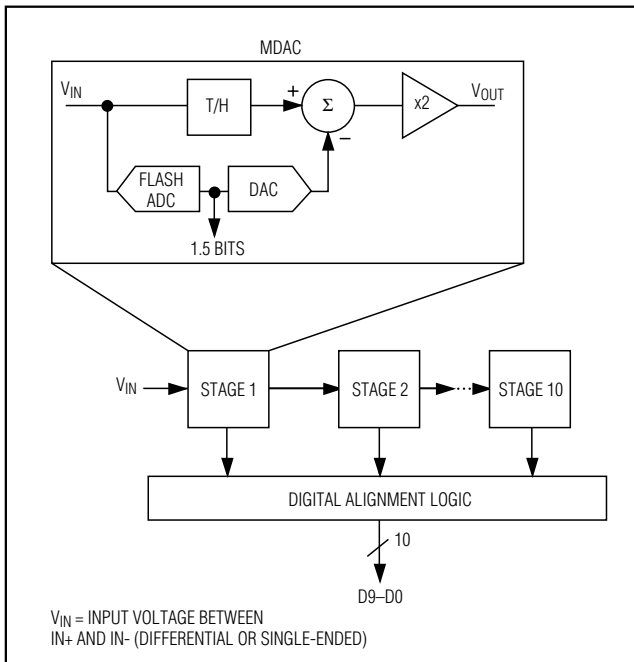 MDAC
VIN
T/H
+
Σ
−
x2
VOUT
FLASH
ADC
DAC
1.5 BITS
VIN
STAGE 1
STAGE 2
...
STAGE 10
DIGITAL ALIGNMENT LOGIC
10
D9–D0
VIN = INPUT VOLTAGE BETWEEN
IN+ AND IN- (DIFFERENTIAL OR SINGLE-ENDED)